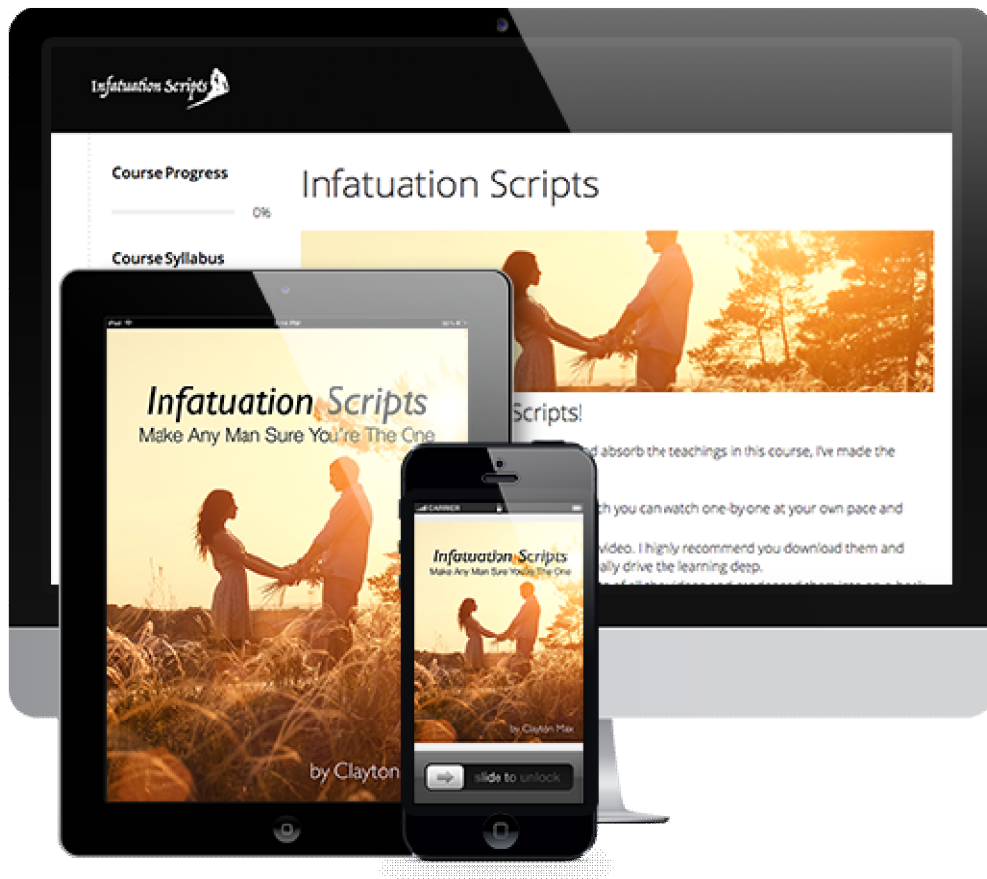 Infatuation Scripts
Course Progress
0%
Course Syllabus
Infatuation Scripts
Scripts!
absorb the teachings in this course, I've made the
you can watch one-by-one at your own pace and
video. I highly recommend you download them and
drive the learning deep.
iPad
Infatuation Scripts
Make Any Man Sure You're The One
by Clayton
CARRIER
Infatuation Scripts
Make Any Man Sure You're The One
by Clayton Max
slide to unlock